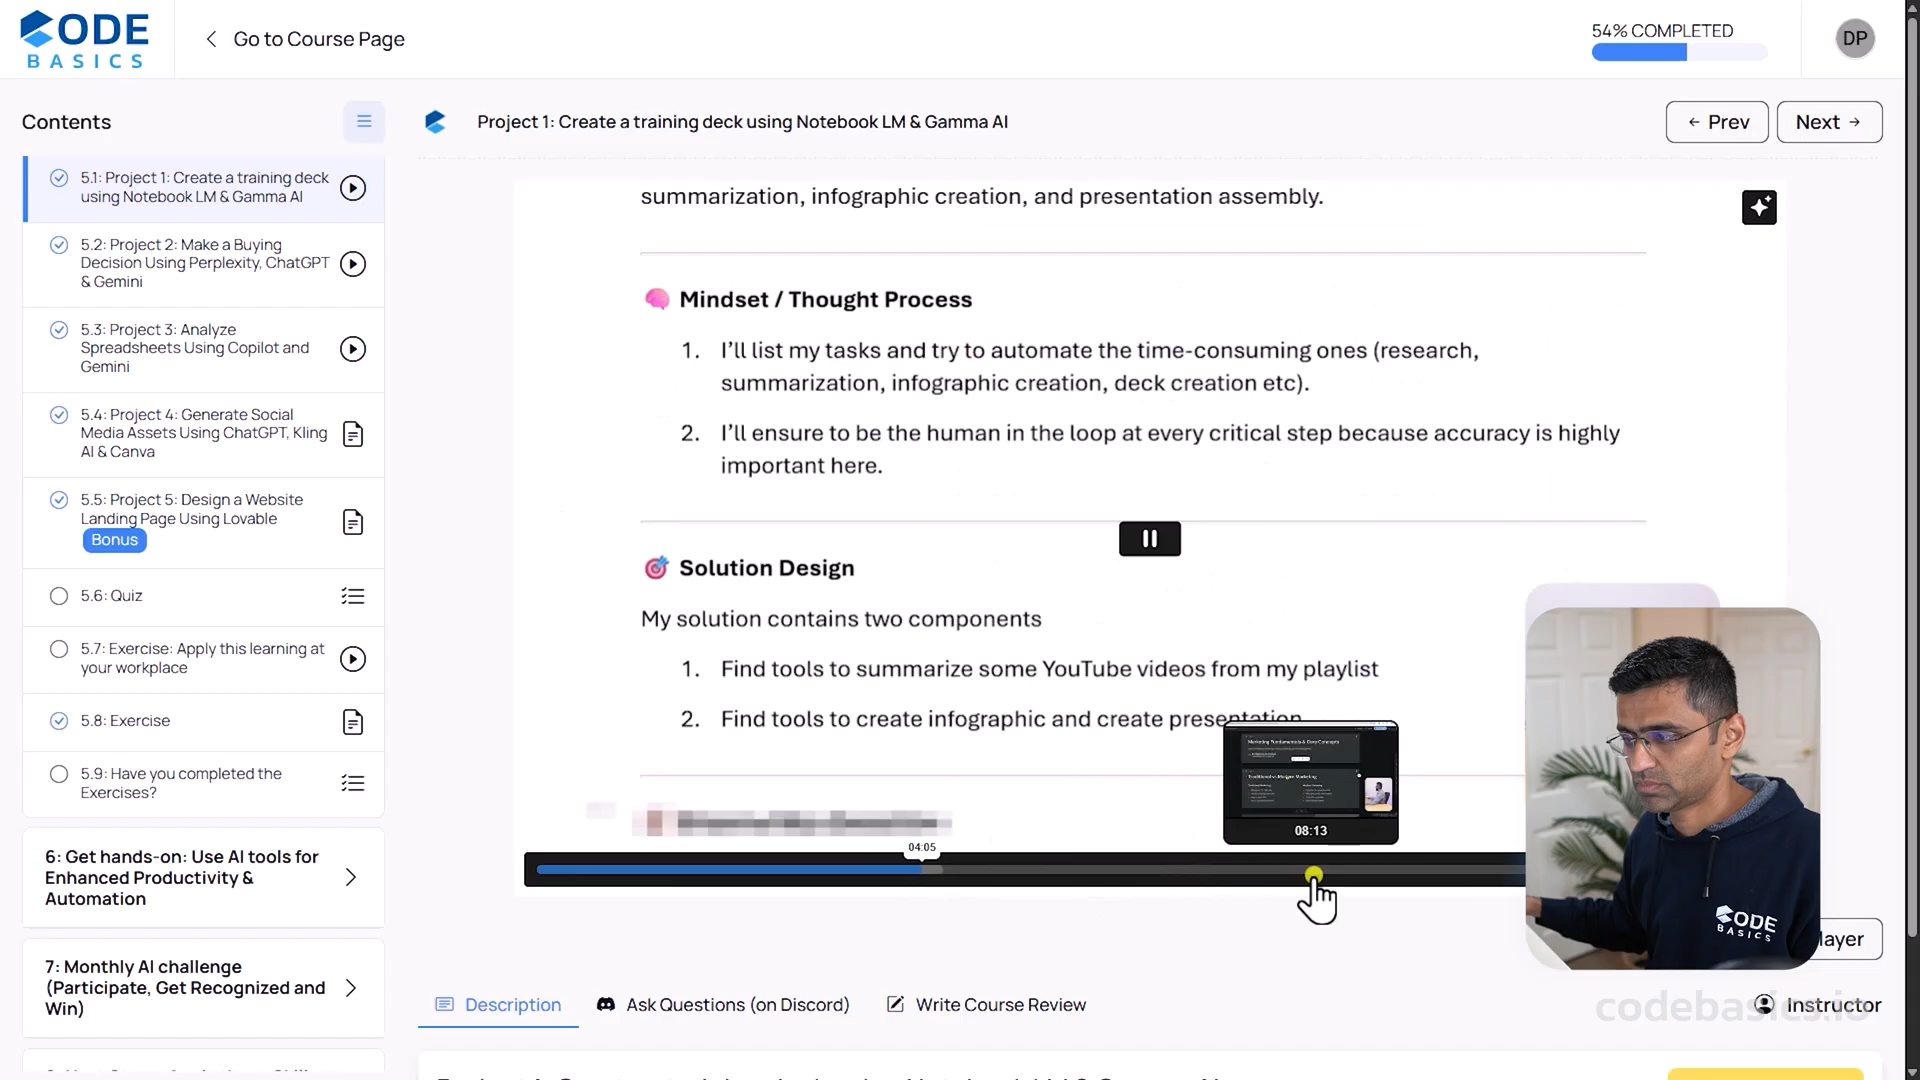 CODE
BASICS
Go to Course Page
54% COMPLETED
DP
Contents
Project 1: Create a training deck using Notebook LM & Gamma AI
← Prev
Next →
5.1: Project 1: Create a training deck
using Notebook LM & Gamma AI
5.2: Project 2: Make a Buying
Decision Using Perplexity, ChatGPT
& Gemini
5.3: Project 3: Analyze
Spreadsheets Using Copilot and
Gemini
5.4: Project 4: Generate Social
Media Assets Using ChatGPT, Kling
AI & Canva
5.5: Project 5: Design a Website
Landing Page Using Lovable
Bonus
5.6: Quiz
5.7: Exercise: Apply this learning at
your workplace
5.8: Exercise
5.9: Have you completed the
Exercises?
6: Get hands-on: Use AI tools for
Enhanced Productivity &
Automation
7: Monthly AI challenge
(Participate, Get Recognized and
Win)
summarization, infographic creation, and presentation assembly.
Mindset / Thought Process
1. I'll list my tasks and try to automate the time-consuming ones (research,
summarization, infographic creation, deck creation etc).
2. I'll ensure to be the human in the loop at every critical step because accuracy is highly
important here.
Solution Design
My solution contains two components
1. Find tools to summarize some YouTube videos from my playlist
2. Find tools to create infographic and create presentation
Marketing Fundamentals & Core Concepts
Traditional vs Modern Marketing
08:13
04:05
CODE
BASICS
layer
Description
Ask Questions (on Discord)
Write Course Review
Instructor
codebasics.io